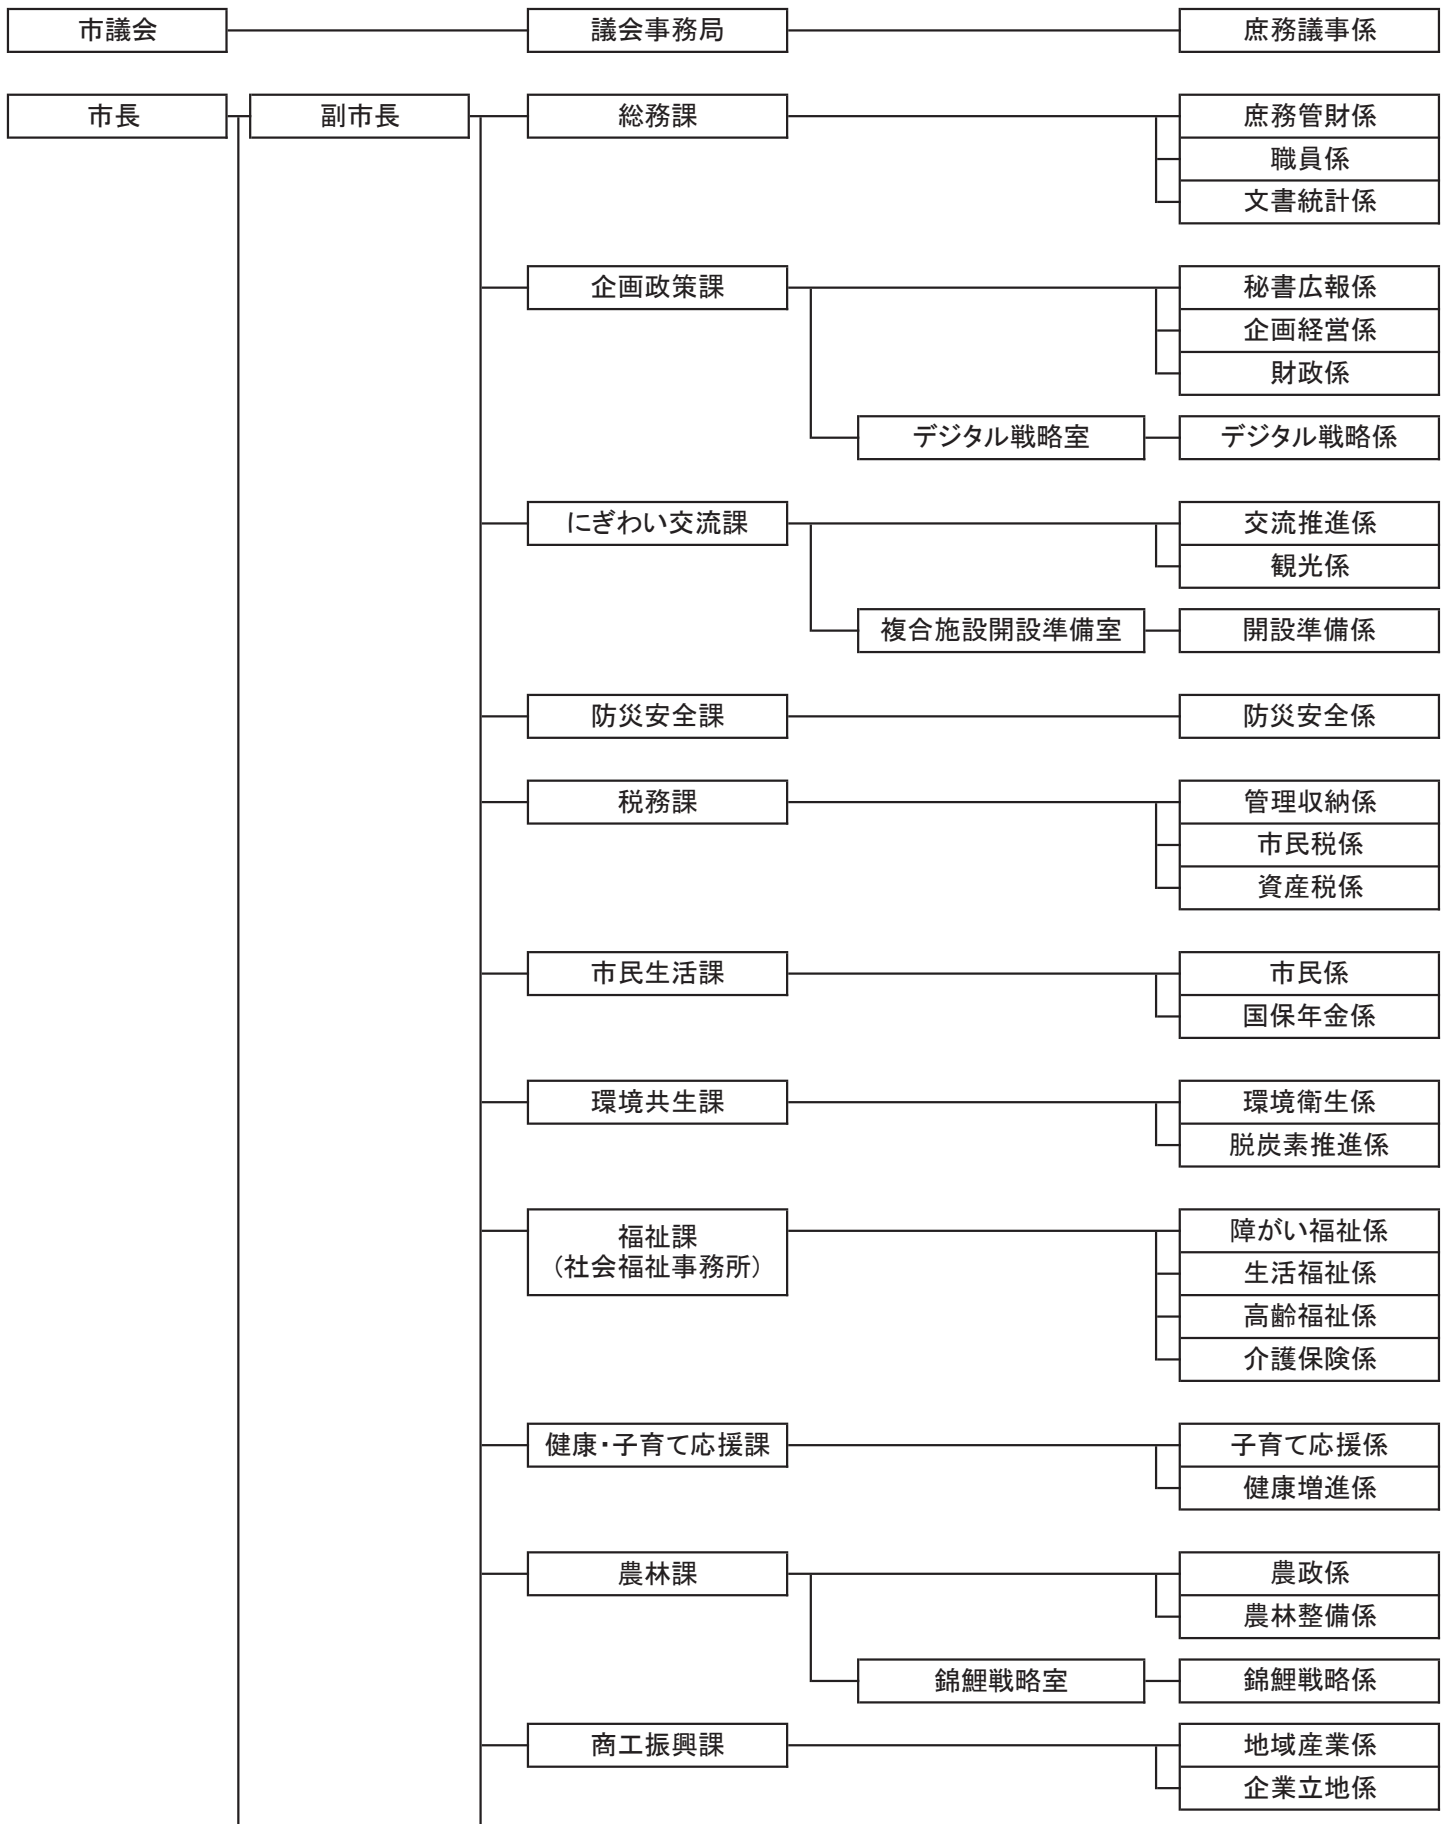 市議会
議会事務局
庶務議事係
市長
副市長
総務課
庶務管財係
職員係
文書統計係
企画政策課
秘書広報係
企画経営係
財政係
デジタル戦略室
デジタル戦略係
にぎわい交流課
交流推進係
観光係
複合施設開設準備室
開設準備係
防災安全課
防災安全係
税務課
管理収納係
市民税係
資産税係
市民生活課
市民係
国保年金係
環境共生課
環境衛生係
脱炭素推進係
福祉課
（社会福祉事務所）
障がい福祉係
生活福祉係
高齢福祉係
介護保険係
健康・子育て応援課
子育て応援係
健康増進係
農林課
農政係
農林整備係
錦鯉戦略室
錦鯉戦略係
商工振興課
地域産業係
企業立地係